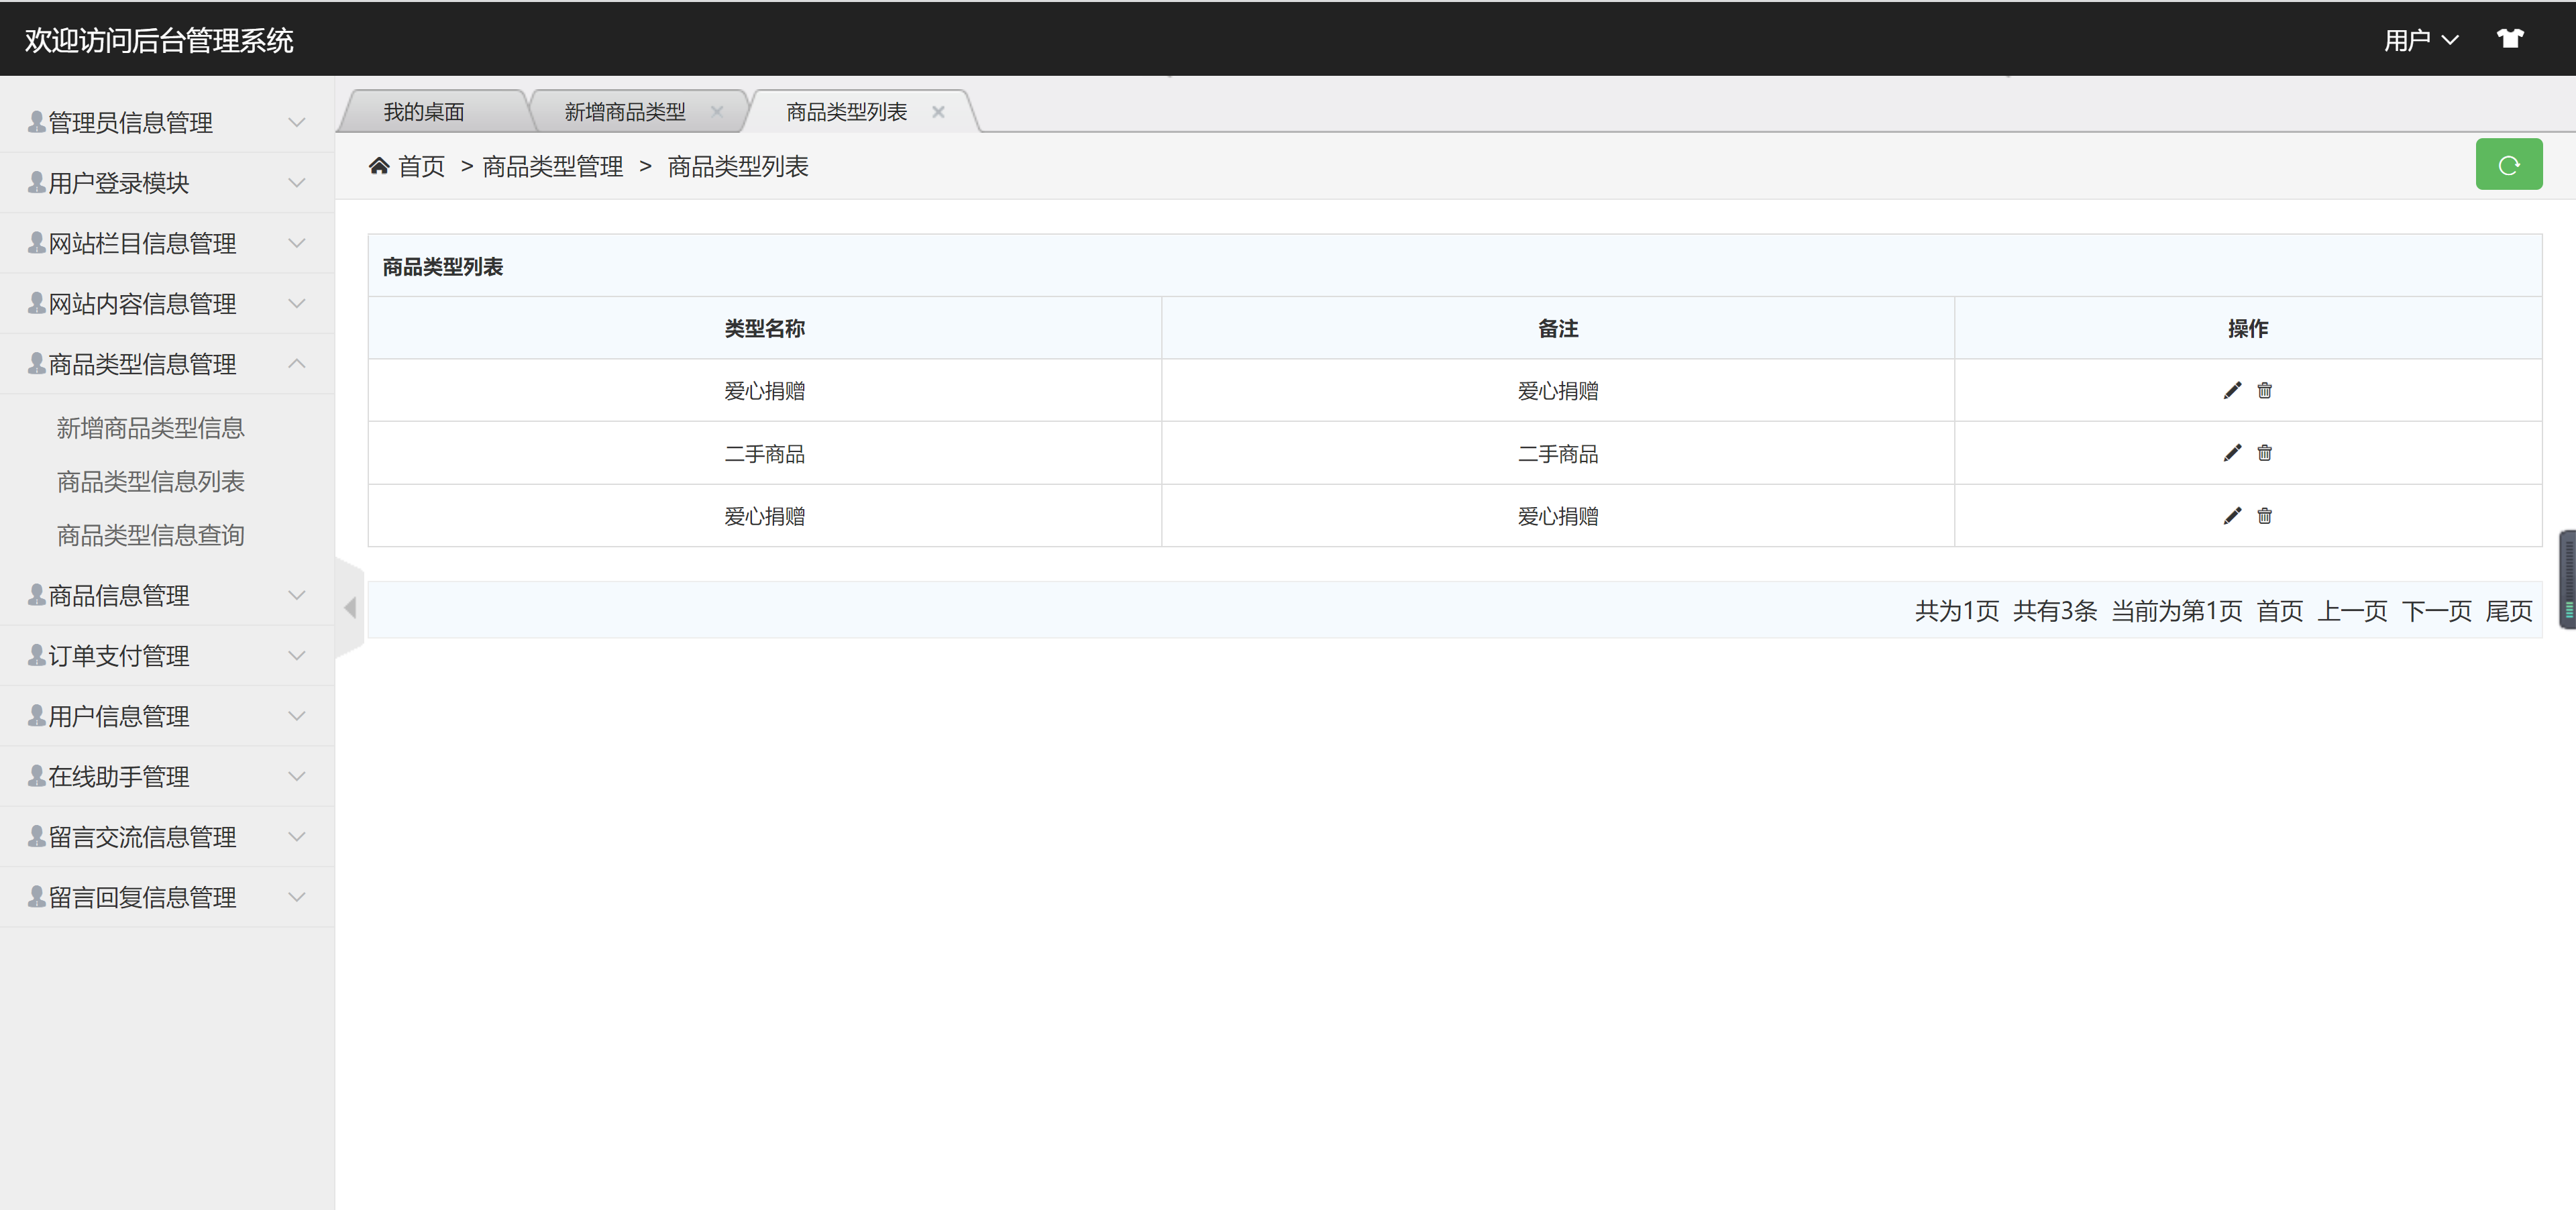 欢迎访问后台管理系统
用户
管理员信息管理
用户登录模块
网站栏目信息管理
网站内容信息管理
商品类型信息管理
新增商品类型信息
商品类型信息列表
商品类型信息查询
商品信息管理
订单支付管理
用户信息管理
在线助手管理
留言交流信息管理
留言回复信息管理
我的桌面 新增商品类型 商品类型列表
首页 > 商品类型管理 > 商品类型列表
商品类型列表
类型名称 备注 操作
爱心捐赠 爱心捐赠
二手商品 二手商品
爱心捐赠 爱心捐赠
共为1页 共有3条 当前为第1页 首页 上一页 下一页 尾页